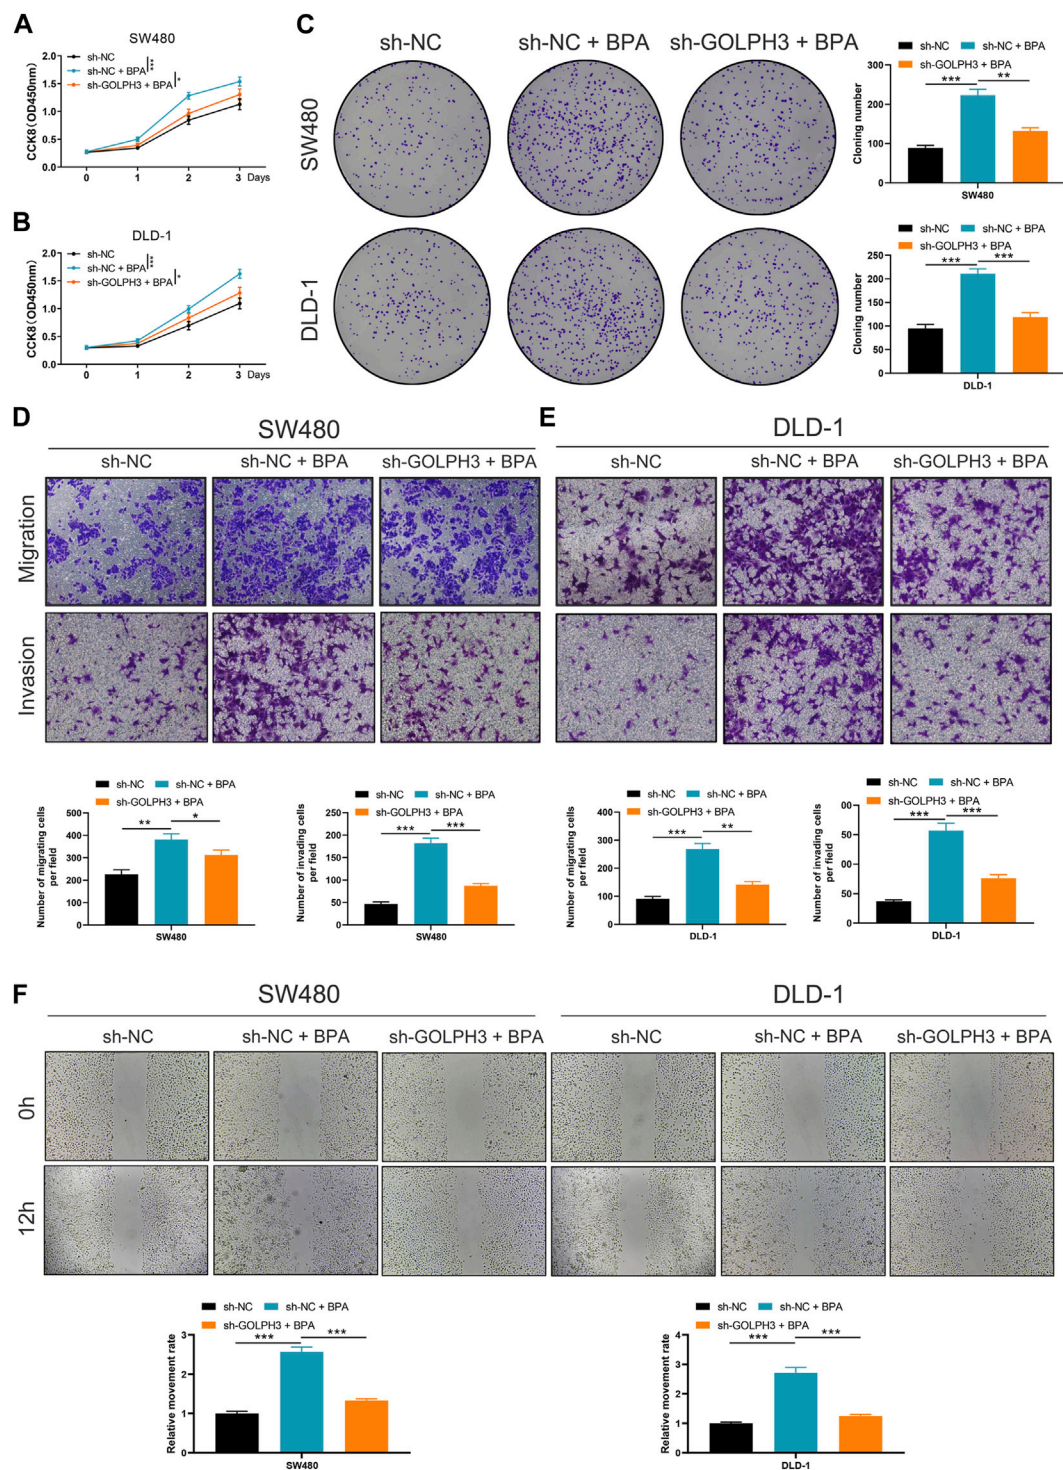 A
SW480
sh-NC
sh-NC + BPA
sh-GOLPH3 + BPA
***
*
CCK8(OD450nm)
2.0
1.5
1.0
0.5
0.0
0 1 2 3 Days
B
DLD-1
sh-NC
sh-NC + BPA
sh-GOLPH3 + BPA
***
*
CCK8(OD450nm)
2.0
1.5
1.0
0.5
0.0
0 1 2 3 Days
C
sh-NC sh-NC + BPA sh-GOLPH3 + BPA
SW480
DLD-1
sh-NC sh-NC + BPA
sh-GOLPH3 + BPA
*** **
Cloning number
300
200
100
0
SW480
sh-NC sh-NC + BPA
sh-GOLPH3 + BPA
*** ***
Cloning number
250
200
150
100
50
0
DLD-1
D
SW480
sh-NC sh-NC + BPA sh-GOLPH3 + BPA
Migration
Invasion
E
DLD-1
sh-NC sh-NC + BPA sh-GOLPH3 + BPA
sh-NC sh-NC + BPA
sh-GOLPH3 + BPA
** *
Number of migrating cells
per field
500
400
300
200
100
0
SW480
sh-NC sh-NC + BPA
sh-GOLPH3 + BPA
*** ***
Number of invading cells
per field
250
200
150
100
50
0
SW480
sh-NC sh-NC + BPA
sh-GOLPH3 + BPA
*** **
Number of migrating cells
per field
400
300
200
100
0
DLD-1
sh-NC sh-NC + BPA
sh-GOLPH3 + BPA
*** ***
Number of invading cells
per field
00
50
00
50
0
DLD-1
F
SW480
DLD-1
sh-NC sh-NC + BPA sh-GOLPH3 + BPA sh-NC sh-NC + BPA sh-GOLPH3 + BPA
0h
12h
sh-NC sh-NC + BPA
sh-GOLPH3 + BPA
*** ***
Relative movement rate
3
2
1
0
SW480
sh-NC sh-NC + BPA
sh-GOLPH3 + BPA
*** ***
Relative movement rate
4
3
2
1
0
DLD-1